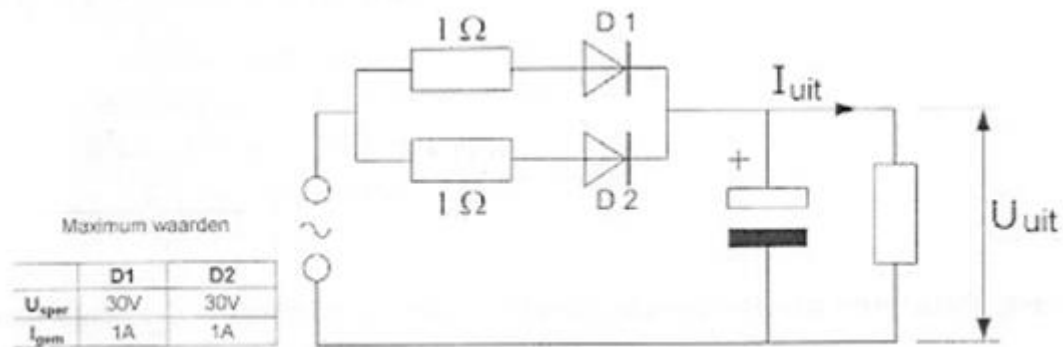 1 Ω
D 1
I uit
1 Ω
D 2
+
~
U uit
Maximum waarden
D1 D2
U sper 30V 30V
I gem 1A 1A